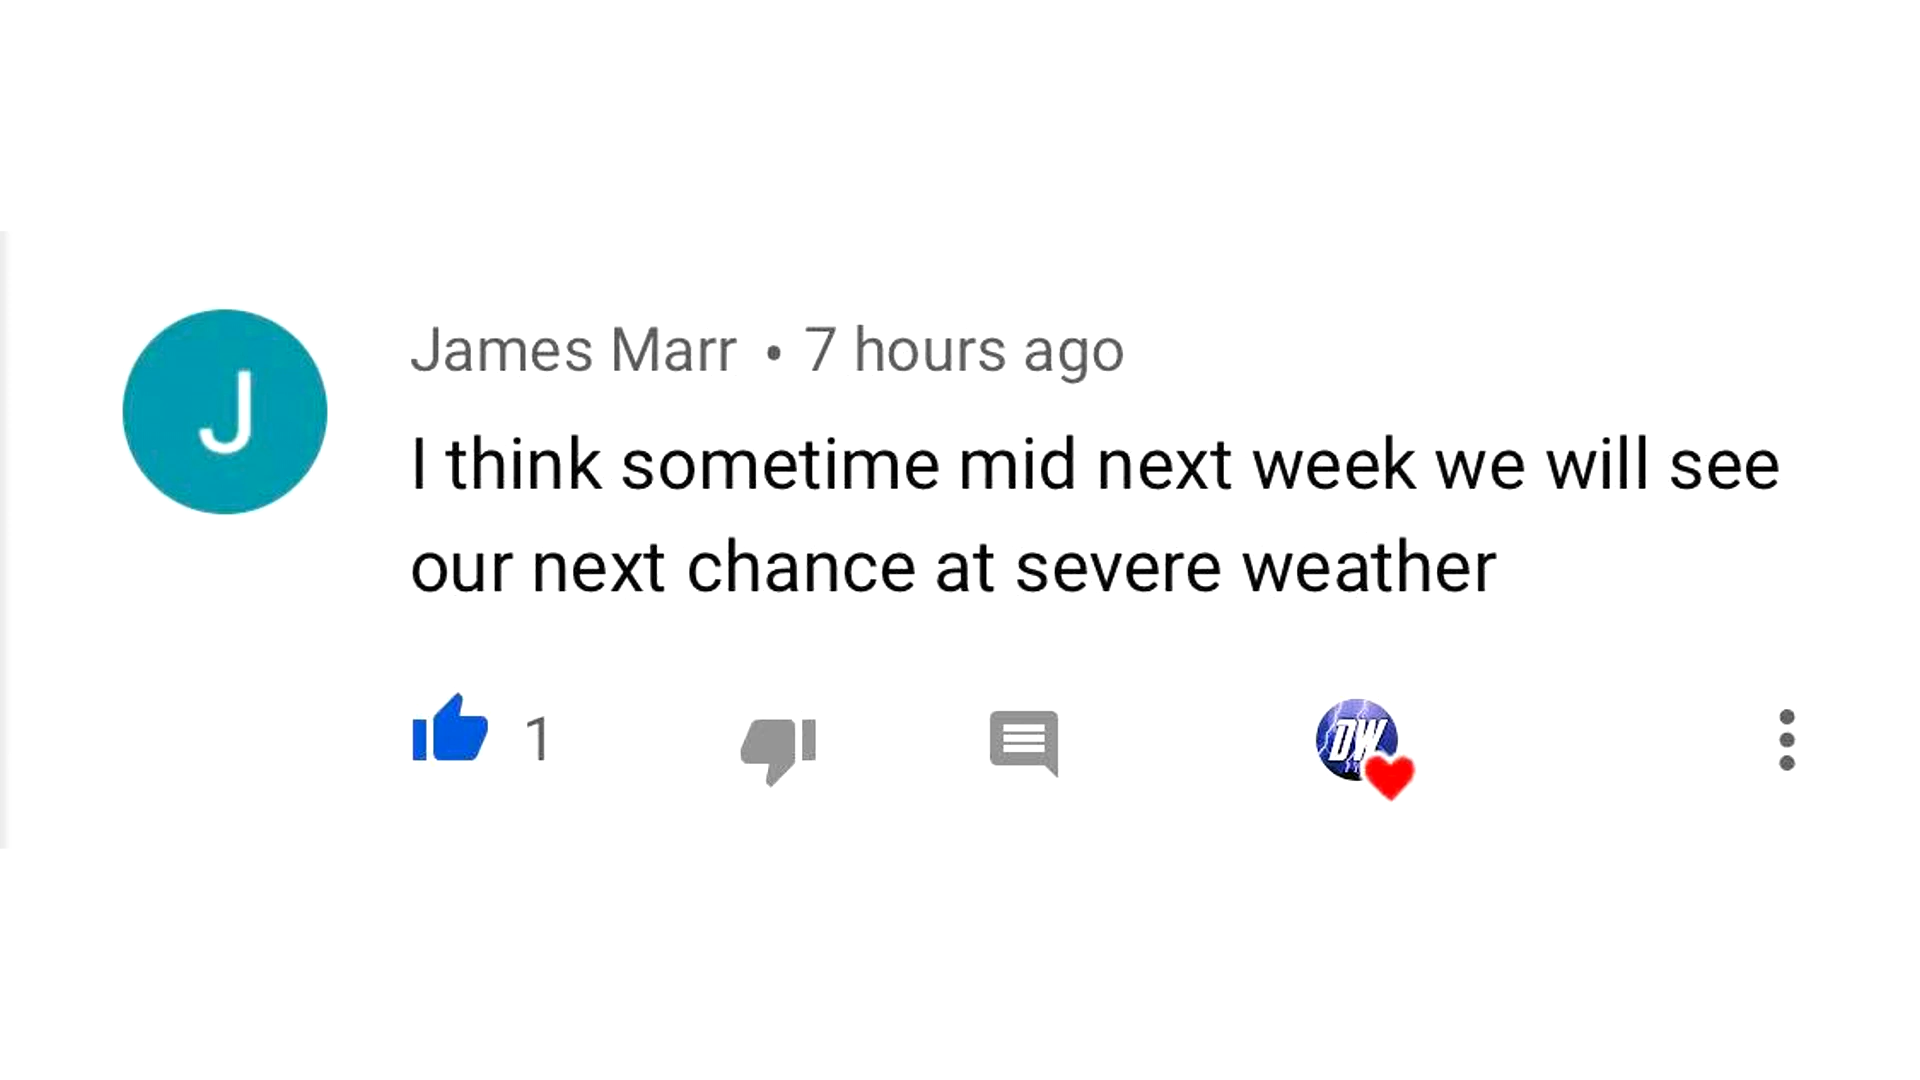 J
James Marr • 7 hours ago
I think sometime mid next week we will see
our next chance at severe weather
1
DW